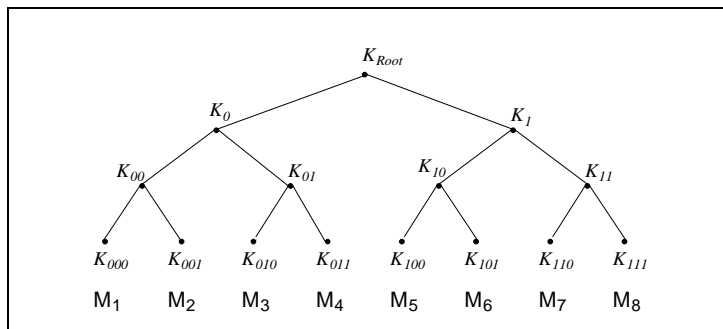 K_Root
K_0 K_1
K_00 K_01 K_10 K_11
K_000 K_001 K_010 K_011 K_100 K_101 K_110 K_111
M_1 M_2 M_3 M_4 M_5 M_6 M_7 M_8